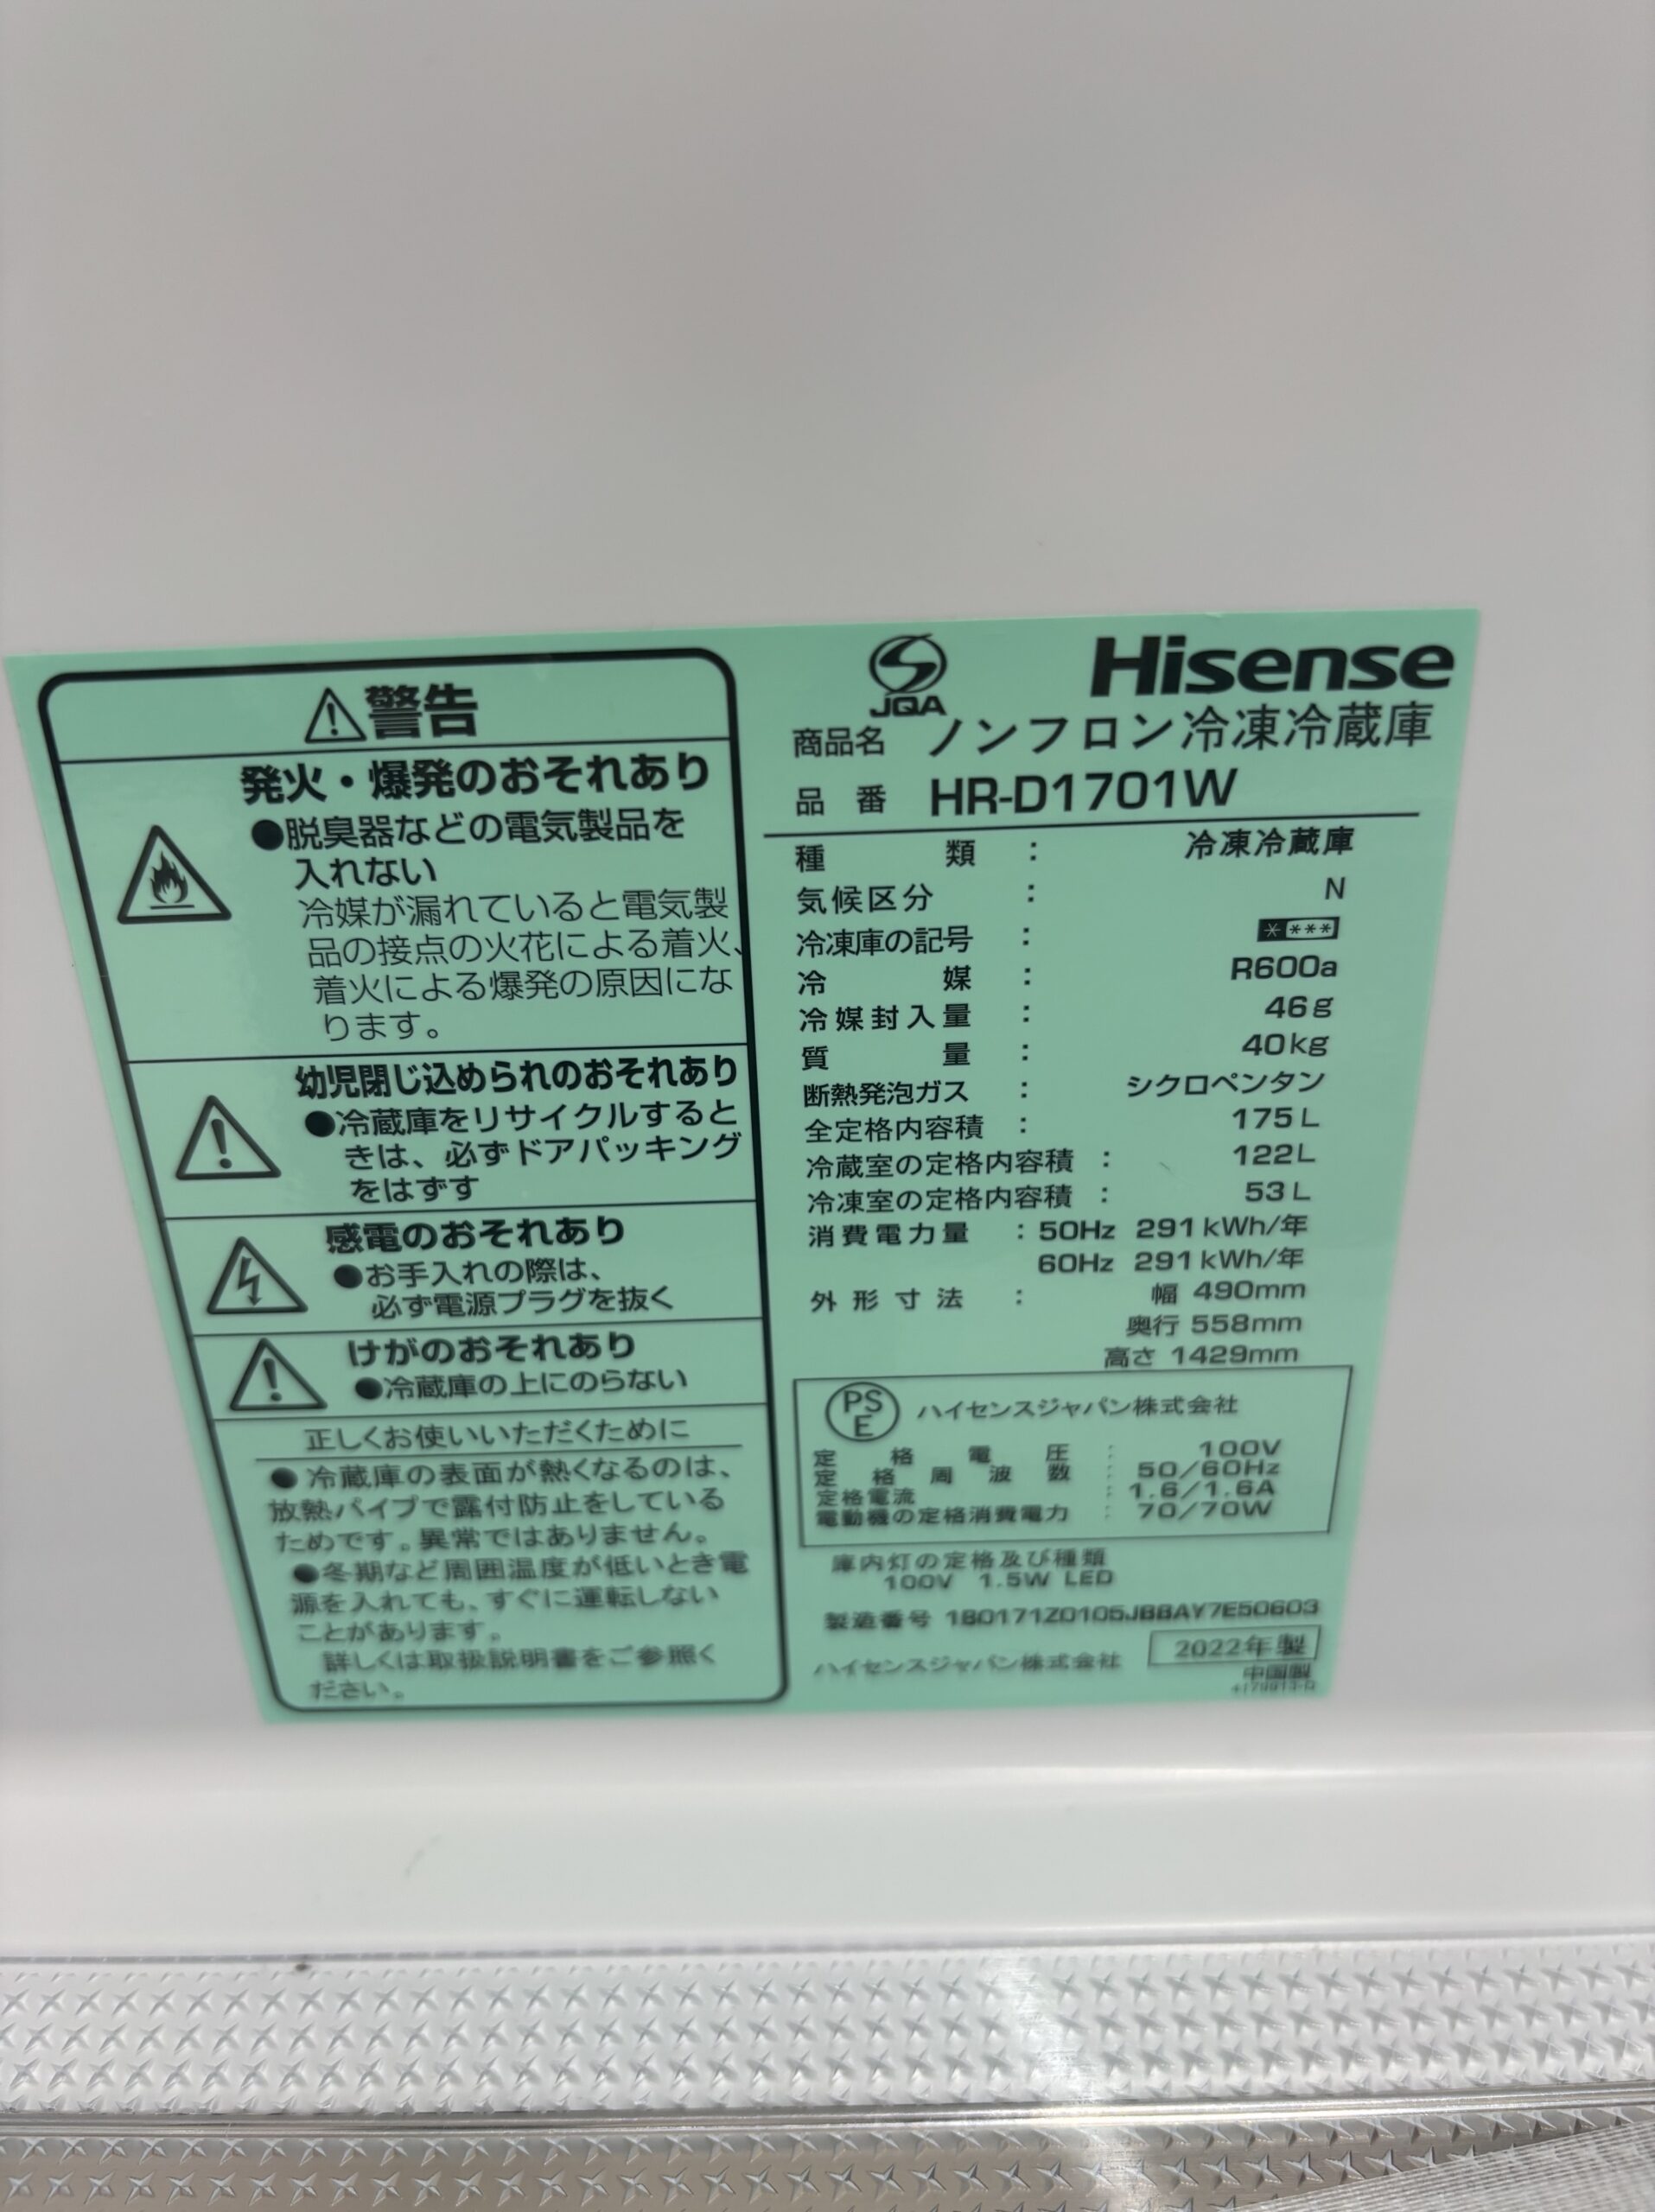 警告
発火・爆発のおそれあり
●脱臭器などの電気製品を
入れない
冷媒が漏れていると電気製
品の接点の火花による着火、
着火による爆発の原因にな
ります。
幼児閉じ込められのおそれあり
●冷蔵庫をリサイクルすると
きは、必ずドアパッキング
をはずす
感電のおそれあり
●お手入れの際は、
必ず電源プラグを抜く
けがのおそれあり
●冷蔵庫の上にのらない
正しくお使いいただくために
●冷蔵庫の表面が熱くなるのは、
放熱パイプで露付防止をしている
ためです。異常ではありません。
●冬期など周囲温度が低いとき電
源を入れても、すぐに運転しない
ことがあります。
詳しくは取扱説明書をご参照く
ださい。
JQA
Hisense
商品名 ノンフロン冷凍冷蔵庫
品番 HR-D1701W
種類 : 冷凍冷蔵庫
気候区分 : N
冷凍庫の記号 : * ***
冷媒 : R600a
冷媒封入量 : 46g
質量 : 40kg
断熱発泡ガス : シクロペンタン
全定格内容積 : 175L
冷蔵室の定格内容積 : 122L
冷凍室の定格内容積 : 53L
消費電力量 : 50Hz 291kWh/年
60Hz 291kWh/年
外形寸法 : 幅 490mm
奥行 558mm
高さ 1429mm
PSE ハイセンスジャパン株式会社
定格電圧 : 100V
定格周波数 : 50/60Hz
定格電流 : 1.6/1.6A
電動機の定格消費電力 : 70/70W
庫内灯の定格及び種類
100V 1.5W LED
製造番号 1B0171Z0105JBBAY7E50603
ハイセンスジャパン株式会社 2022年製
中国製